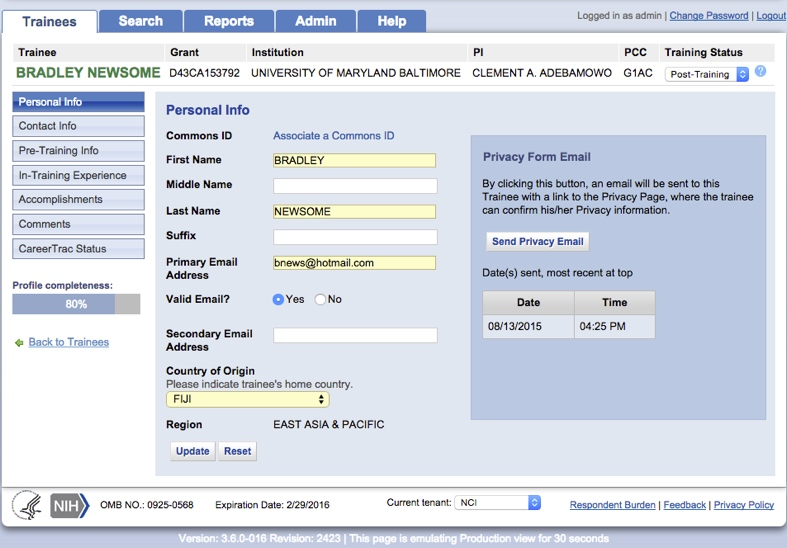 Trainees Search Reports Admin Help Logged in as admin | Change Password | Logout
Trainee Grant Institution PI PCC Training Status
BRADLEY NEWSOME D43CA153792 UNIVERSITY OF MARYLAND BALTIMORE CLEMENT A. ADEBAMOWO G1AC Post-Training ?
Personal Info
Contact Info
Pre-Training Info
In-Training Experience
Accomplishments
Comments
CareerTrac Status
Profile completeness:
80%
Back to Trainees
Personal Info
Commons ID Associate a Commons ID
First Name BRADLEY
Middle Name
Last Name NEWSOME
Suffix
Primary Email
Address
bnews@hotmail.com
Valid Email? Yes No
Secondary Email
Address
Country of Origin
Please indicate trainee's home country.
FIJI
Region EAST ASIA & PACIFIC
Update Reset
Privacy Form Email
By clicking this button, an email will be sent to this
Trainee with a link to the Privacy Page, where the trainee
can confirm his/her Privacy information.
Send Privacy Email
Date(s) sent, most recent at top
Date Time
08/13/2015 04:25 PM
NIH OMB NO.: 0925-0568 Expiration Date: 2/29/2016 Current tenant: NCI Respondent Burden | Feedback | Privacy Policy
Version: 3.6.0-016 Revision: 2423 | This page is emulating Production view for 30 seconds